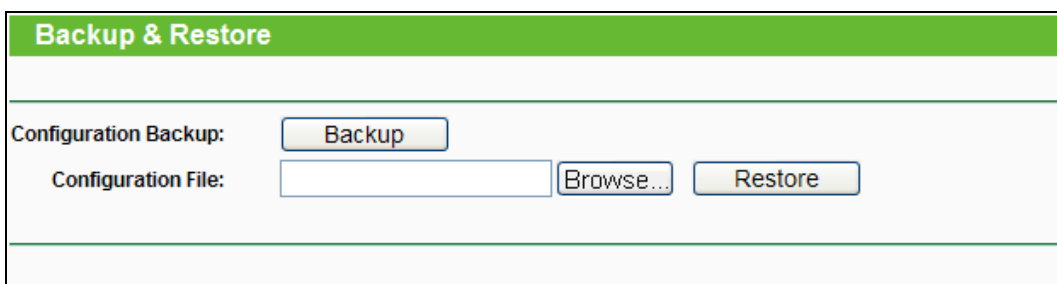 Backup & Restore
Configuration Backup: Backup
Configuration File: Browse... Restore